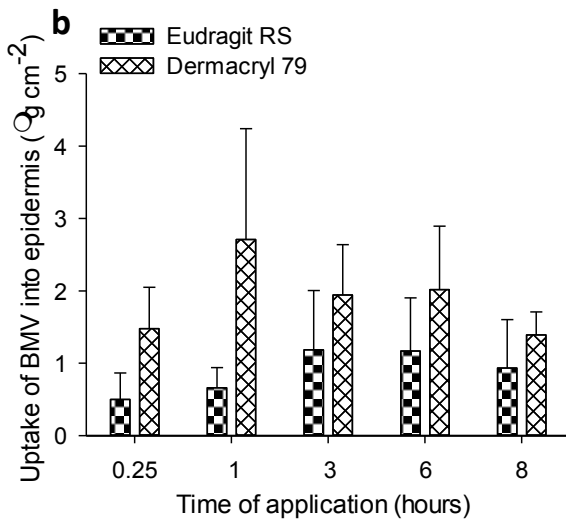 b
Eudragit RS
Dermacryl 79
Uptake of BMV into epidermis (❍g cm-2)
5
4
3
2
1
0
0.25 1 3 6 8
Time of application (hours)